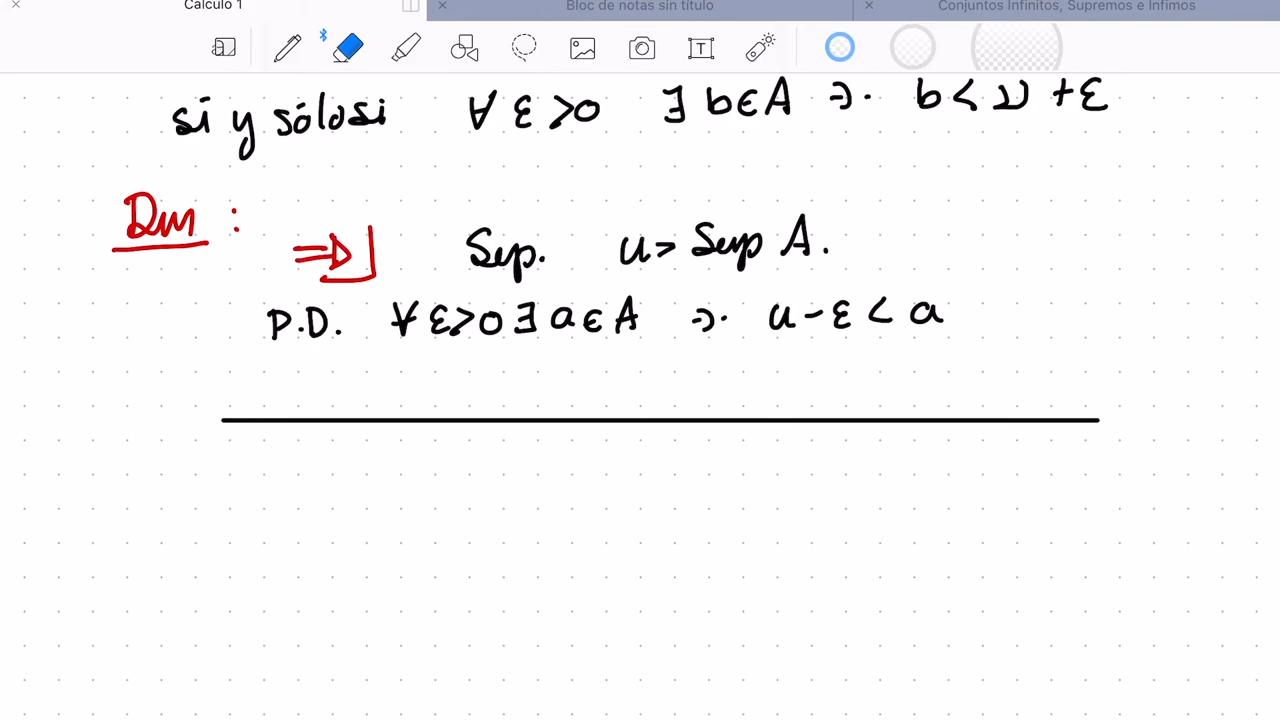 Calculo 1 Bloc de notas sin título Conjuntos Infinitos, Supremos e Infimos
si y sólo si ∀ ε > 0 ∃ b ∈ A ∋· b < v + ε
Dm :
⇒] Sup. u = Sup A.
P.D. ∀ ε > 0 ∃ a ∈ A ∋· u - ε < a